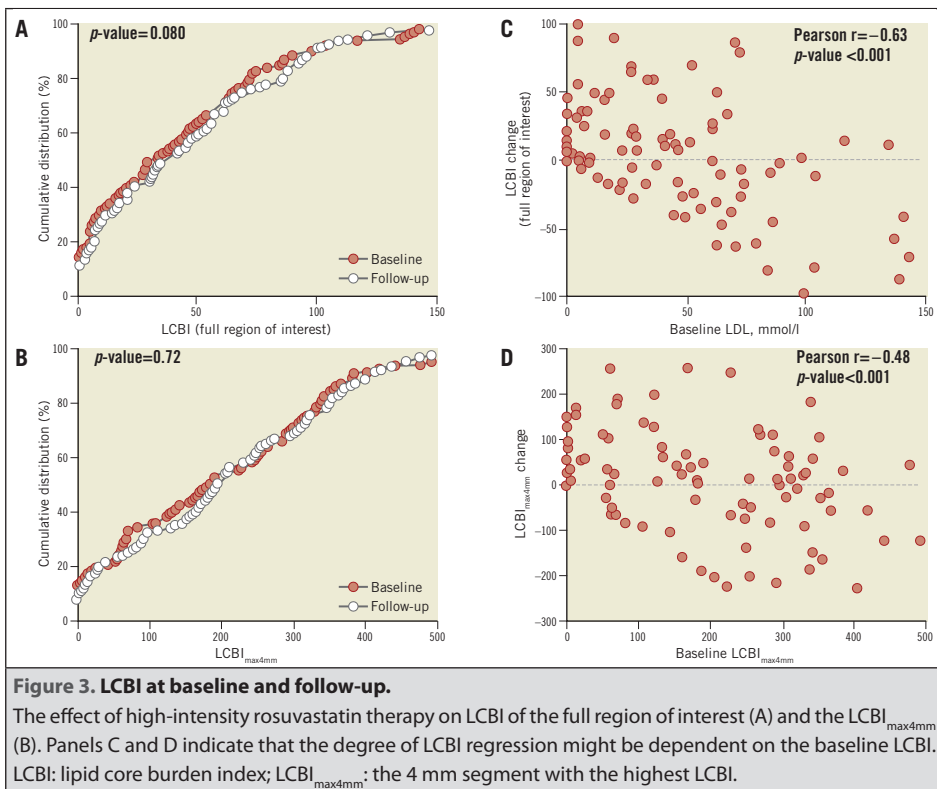 A
p-value=0.080
Cumulative distribution (%)
100
80
60
40
20
0
0
50
100
150
Baseline
Follow-up
LCBI (full region of interest)
B
p-value=0.72
Cumulative distribution (%)
100
80
60
40
20
0
0
100
200
300
400
500
Baseline
Follow-up
LCBImax4mm
C
Pearson r=−0.63
p-value <0.001
LCBI change
(full region of interest)
100
50
0
-50
-100
0
50
100
150
Baseline LDL, mmol/l
D
Pearson r=−0.48
p-value<0.001
LCBImax4mm change
300
200
100
0
-100
-200
-300
0
100
200
300
400
500
Baseline LCBImax4mm
Figure 3. LCBI at baseline and follow-up.
The effect of high-intensity rosuvastatin therapy on LCBI of the full region of interest (A) and the LCBImax4mm
(B). Panels C and D indicate that the degree of LCBI regression might be dependent on the baseline LCBI.
LCBI: lipid core burden index; LCBImax4mm: the 4 mm segment with the highest LCBI.